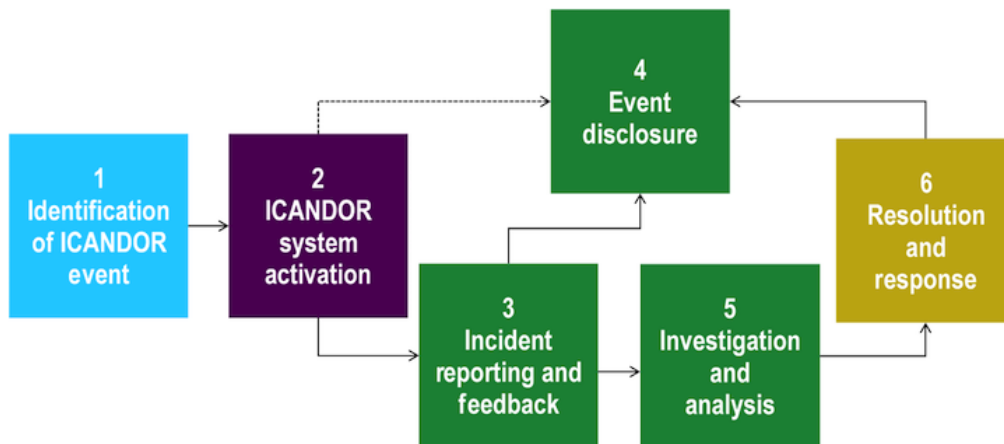 1
Identification
of ICANDOR
event
2
ICANDOR
system
activation
3
Incident
reporting and
feedback
4
Event
disclosure
5
Investigation
and
analysis
6
Resolution
and
response